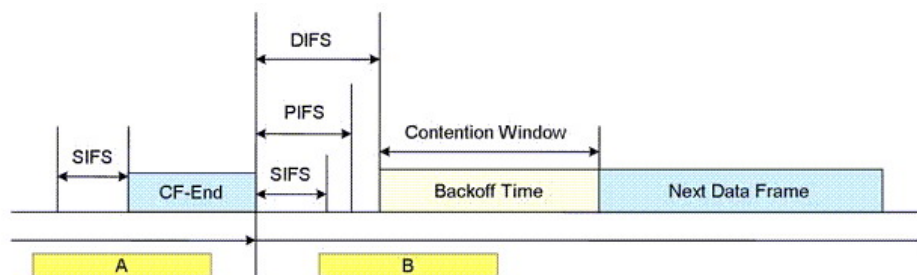 DIFS
PIFS
SIFS
Contention Window
CF-End
SIFS
Backoff Time
Next Data Frame
A
B